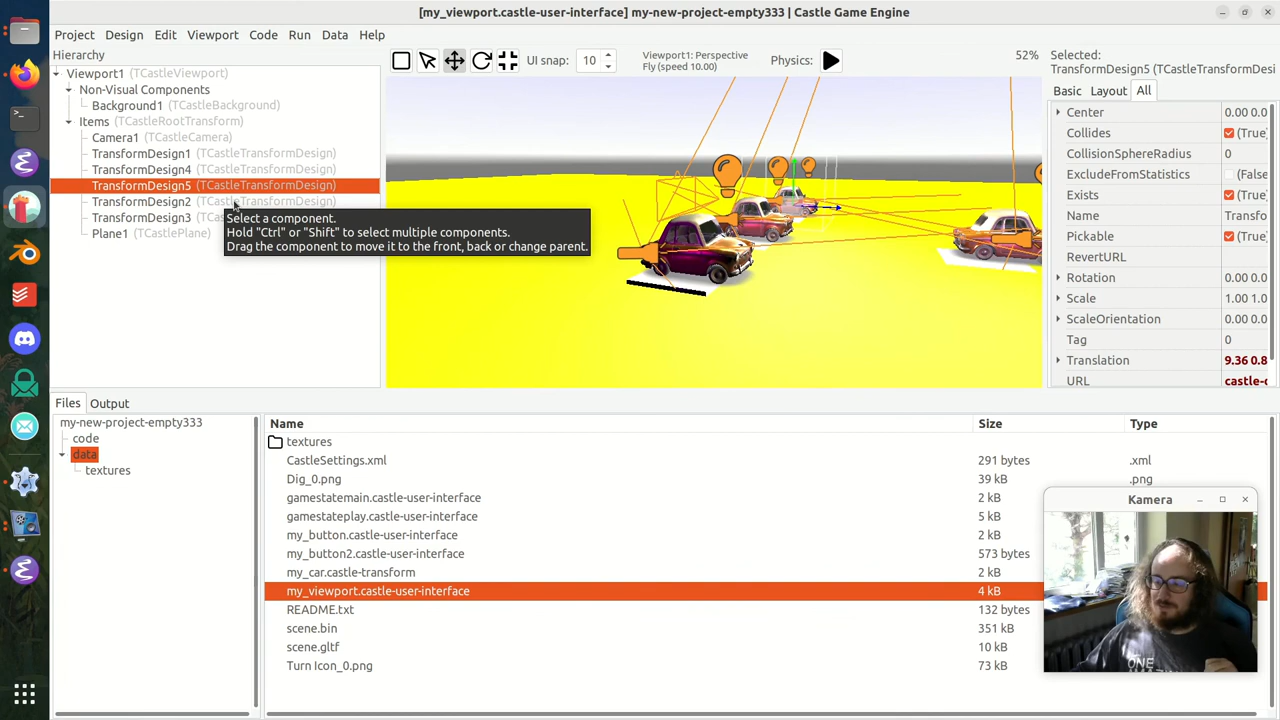 [my_viewport.castle-user-interface] my-new-project-empty333 | Castle Game Engine
Project Design Edit Viewport Code Run Data Help
Hierarchy
Viewport1 (TCastleViewport)
Non-Visual Components
Background1 (TCastleBackground)
Items (TCastleRootTransform)
Camera1 (TCastleCamera)
TransformDesign1 (TCastleTransformDesign)
TransformDesign4 (TCastleTransformDesign)
TransformDesign5 (TCastleTransformDesign)
TransformDesign2 (TCastleTransformDesign)
TransformDesign3 (TCas
Plane1 (TCastlePlane)
Select a component.
Hold "Ctrl" or "Shift" to select multiple components.
Drag the component to move it to the front, back or change parent.
UI snap: 10
Viewport1: Perspective
Fly (speed 10.00)
Physics:
52%
Selected:
TransformDesign5 (TCastleTransformDesi
Basic Layout All
Center 0.00 0.0
Collides (True)
CollisionSphereRadius 0
ExcludeFromStatistics (False
Exists (True)
Name Transfo
Pickable (True)
RevertURL
Rotation 0.00 0.0
Scale 1.00 1.0
ScaleOrientation 0.00 0.0
Tag 0
Translation 9.36 0.8
URL castle-
Files Output
my-new-project-empty333
code
data
textures
Name Size Type
textures
CastleSettings.xml 291 bytes .xml
Dig_0.png 39 kB .png
gamestatemain.castle-user-interface 2 kB
gamestateplay.castle-user-interface 5 kB
my_button.castle-user-interface 2 kB
my_button2.castle-user-interface 573 bytes
my_car.castle-transform 2 kB
my_viewport.castle-user-interface 4 kB
README.txt 132 bytes
scene.bin 351 kB
scene.gltf 10 kB
Turn Icon_0.png 73 kB
Kamera
ONE